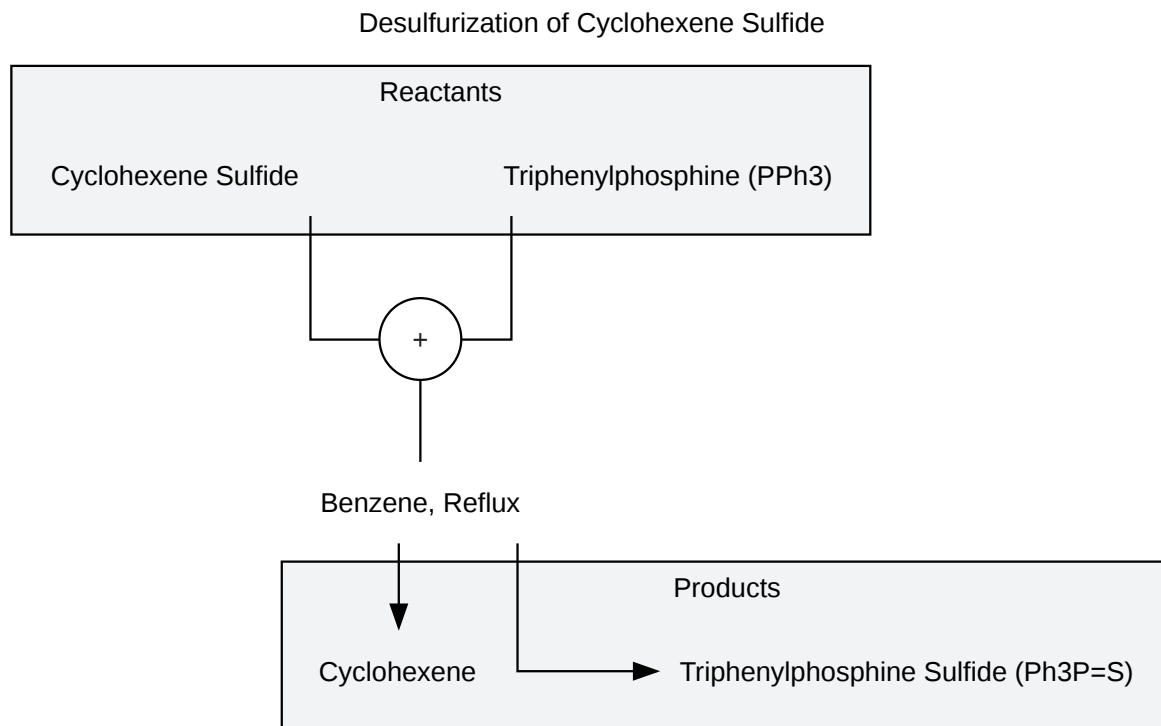 Desulfurization of Cyclohexene Sulfide
Reactants
Cyclohexene Sulfide
Triphenylphosphine (PPh3)
+
Benzene, Reflux
Products
Cyclohexene
Triphenylphosphine Sulfide (Ph3P=S)